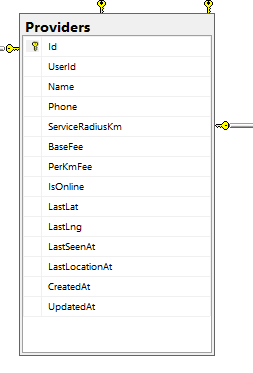 Providers
Id
UserId
Name
Phone
ServiceRadiusKm
BaseFee
PerKmFee
IsOnline
LastLat
LastLng
LastSeenAt
LastLocationAt
CreatedAt
UpdatedAt